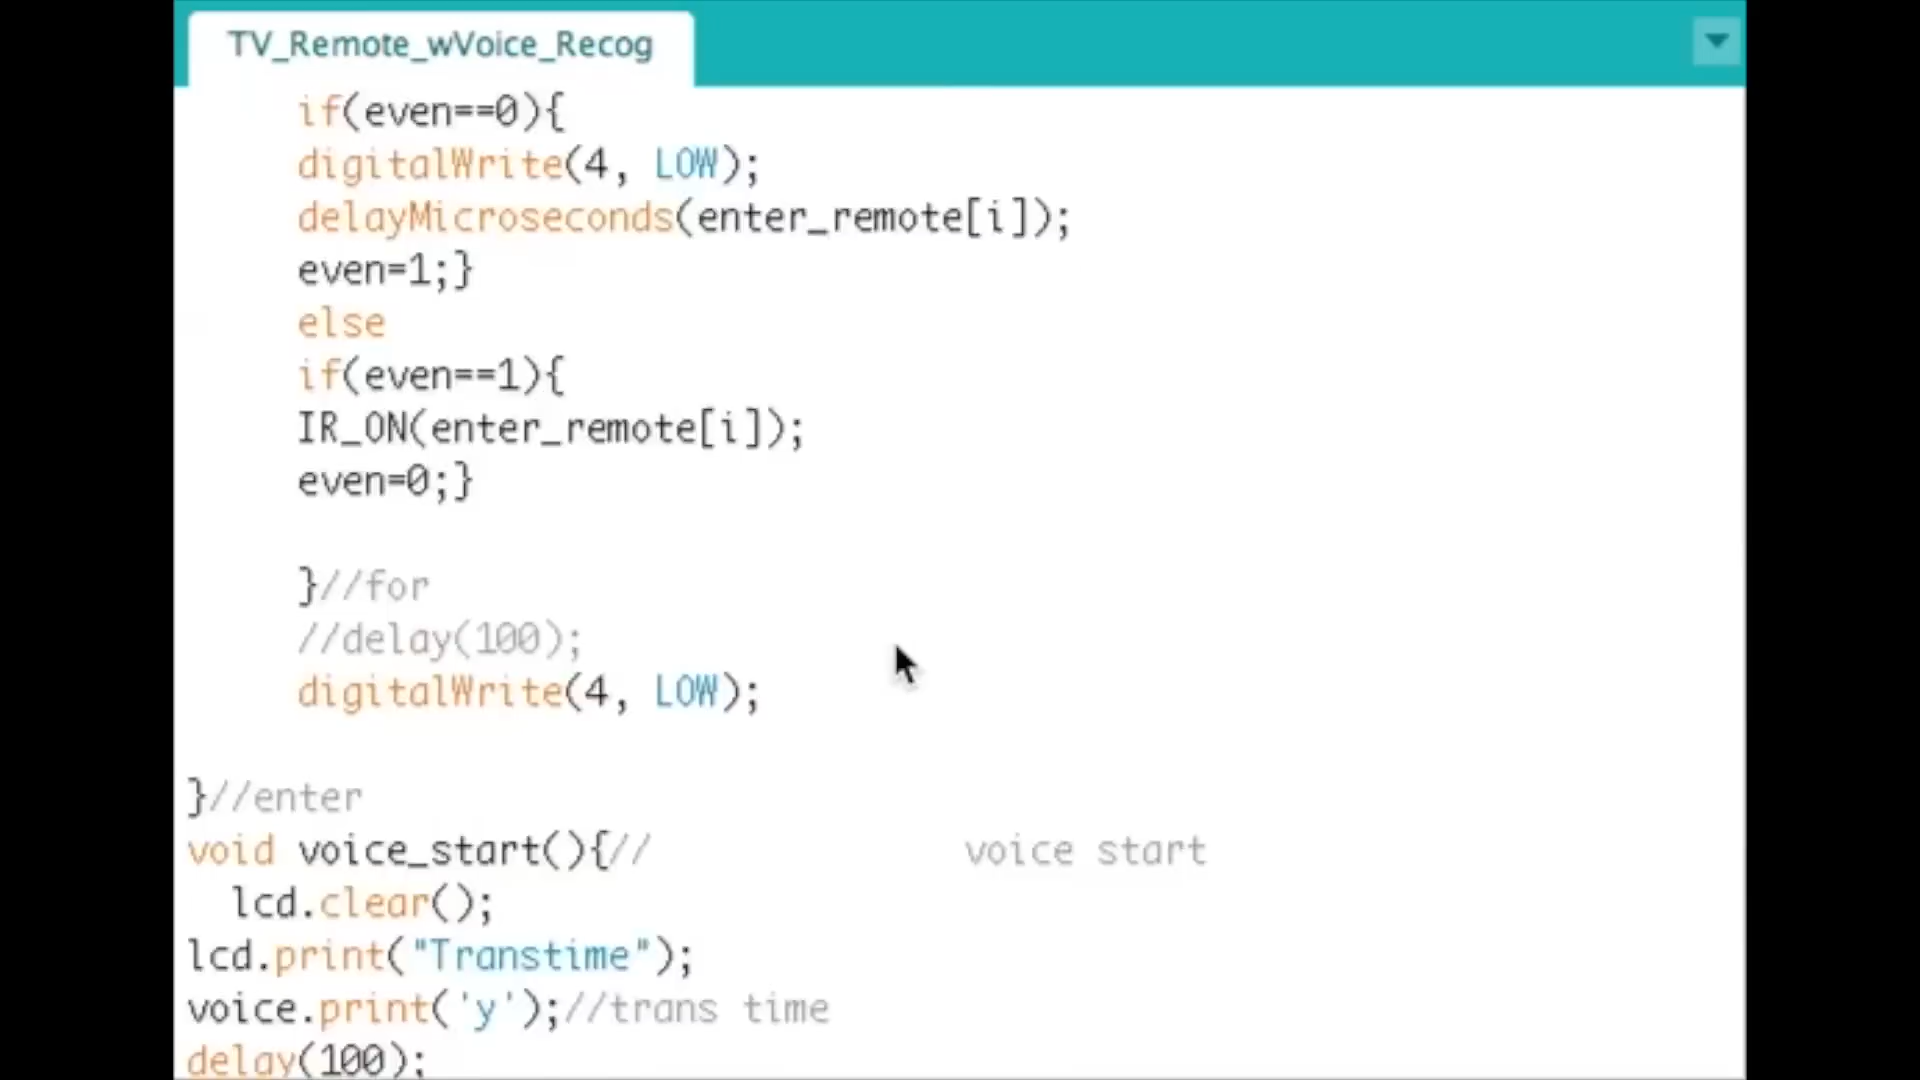 TV_Remote_wVoice_Recog
if(even==0){
digitalWrite(4, LOW);
delayMicroseconds(enter_remote[i]);
even=1;}
else
if(even==1){
IR_ON(enter_remote[i]);
even=0;}
}//for
//delay(100);
digitalWrite(4, LOW);
}//enter
void voice_start(){// voice start
lcd.clear();
lcd.print("Transtime");
voice.print('y');//trans time
delay(100);